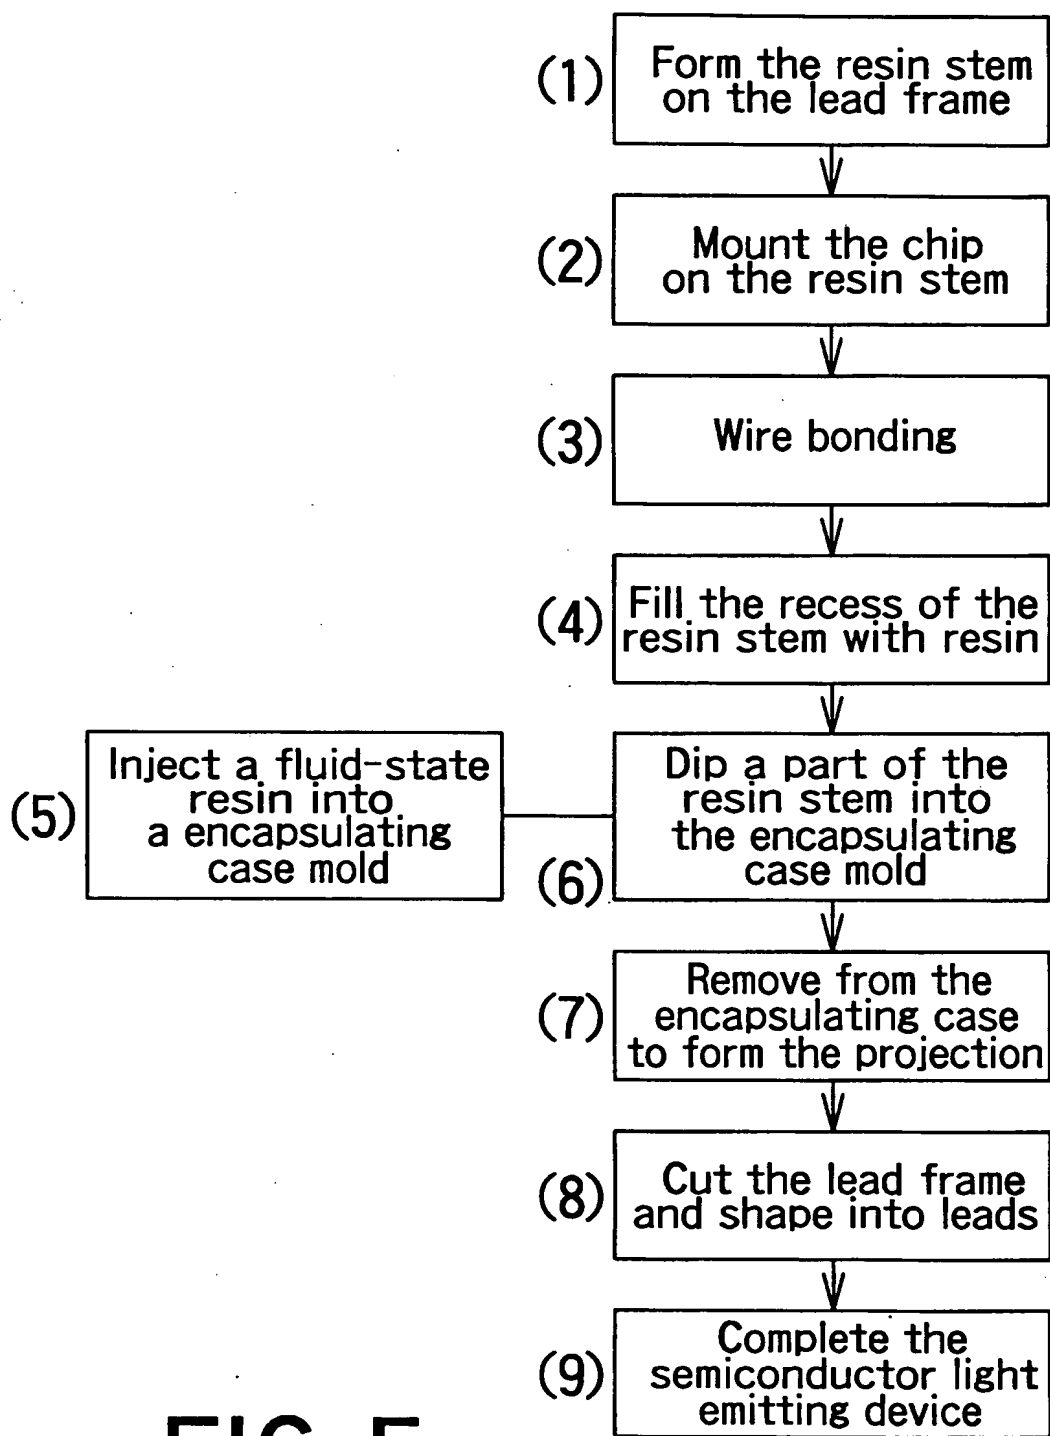 (1)
Form the resin stem
on the lead frame
(2)
Mount the chip
on the resin stem
(3)
Wire bonding
(4)
Fill the recess of the
resin stem with resin
(5)
Inject a fluid-state
resin into
a encapsulating
case mold
(6)
Dip a part of the
resin stem into
the encapsulating
case mold
(7)
Remove from the
encapsulating case
to form the projection
(8)
Cut the lead frame
and shape into leads
(9)
Complete the
semiconductor light
emitting device
FIG. 5